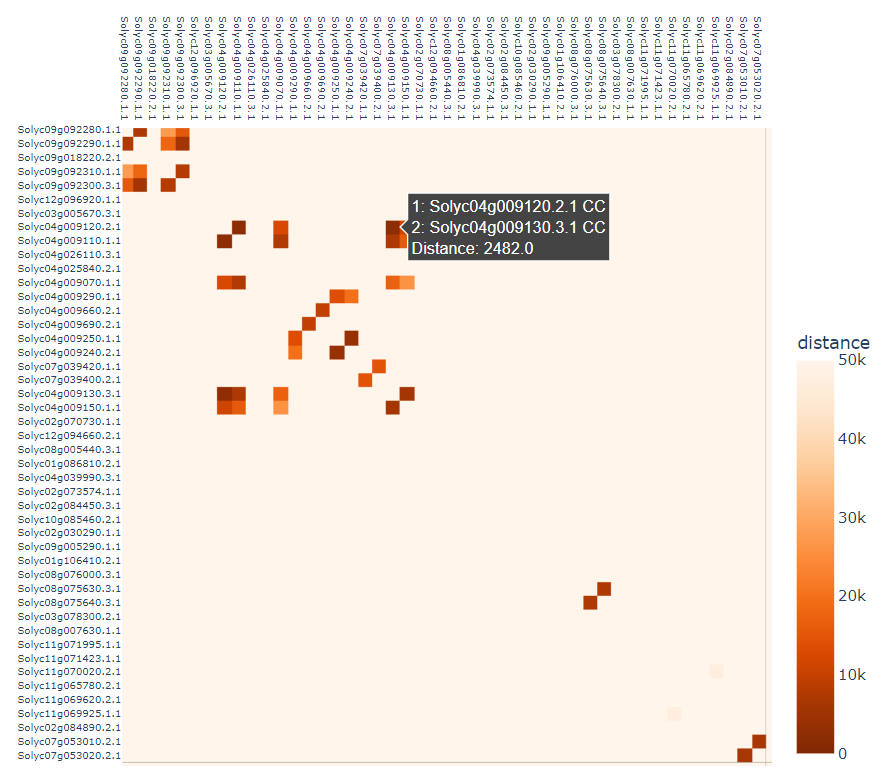 Solyc09g092280.1.1
Solyc09g092290.1.1
Solyc09g018220.2.1
Solyc09g092310.1.1
Solyc09g092300.3.1
Solyc12g096920.1.1
Solyc03g005670.3.1
Solyc04g009120.2.1
Solyc04g009110.1.1
Solyc04g026110.3.1
Solyc04g025840.2.1
Solyc04g009070.1.1
Solyc04g009290.1.1
Solyc04g009660.2.1
Solyc04g009690.2.1
Solyc04g009250.1.1
Solyc04g009240.2.1
Solyc07g039420.1.1
Solyc07g039400.2.1
Solyc04g009130.3.1
Solyc04g009150.1.1
Solyc02g070730.1.1
Solyc12g094660.2.1
Solyc08g005440.3.1
Solyc01g086810.2.1
Solyc04g039990.3.1
Solyc02g073574.1.1
Solyc02g084450.3.1
Solyc10g085460.2.1
Solyc02g030290.1.1
Solyc09g005290.1.1
Solyc01g106410.2.1
Solyc08g076000.3.1
Solyc08g075630.3.1
Solyc08g075640.3.1
Solyc03g078300.2.1
Solyc08g007630.1.1
Solyc11g071995.1.1
Solyc11g071423.1.1
Solyc11g070020.2.1
Solyc11g065780.2.1
Solyc11g069620.2.1
Solyc11g069925.1.1
Solyc02g084890.2.1
Solyc07g053010.2.1
Solyc07g053020.2.1
Solyc09g092280.1.1
Solyc09g092290.1.1
Solyc09g018220.2.1
Solyc09g092310.1.1
Solyc09g092300.3.1
Solyc12g096920.1.1
Solyc03g005670.3.1
Solyc04g009120.2.1
Solyc04g009110.1.1
Solyc04g026110.3.1
Solyc04g025840.2.1
Solyc04g009070.1.1
Solyc04g009290.1.1
Solyc04g009660.2.1
Solyc04g009690.2.1
Solyc04g009250.1.1
Solyc04g009240.2.1
Solyc07g039420.1.1
Solyc07g039400.2.1
Solyc04g009130.3.1
Solyc04g009150.1.1
Solyc02g070730.1.1
Solyc12g094660.2.1
Solyc08g005440.3.1
Solyc01g086810.2.1
Solyc04g039990.3.1
Solyc02g073574.1.1
Solyc02g084450.3.1
Solyc10g085460.2.1
Solyc02g030290.1.1
Solyc09g005290.1.1
Solyc01g106410.2.1
Solyc08g076000.3.1
Solyc08g075630.3.1
Solyc08g075640.3.1
Solyc03g078300.2.1
Solyc08g007630.1.1
Solyc11g071995.1.1
Solyc11g071423.1.1
Solyc11g070020.2.1
Solyc11g065780.2.1
Solyc11g069620.2.1
Solyc11g069925.1.1
Solyc02g084890.2.1
Solyc07g053010.2.1
Solyc07g053020.2.1
1: Solyc04g009120.2.1 CC
2: Solyc04g009130.3.1 CC
Distance: 2482.0
distance
50k
40k
30k
20k
10k
0